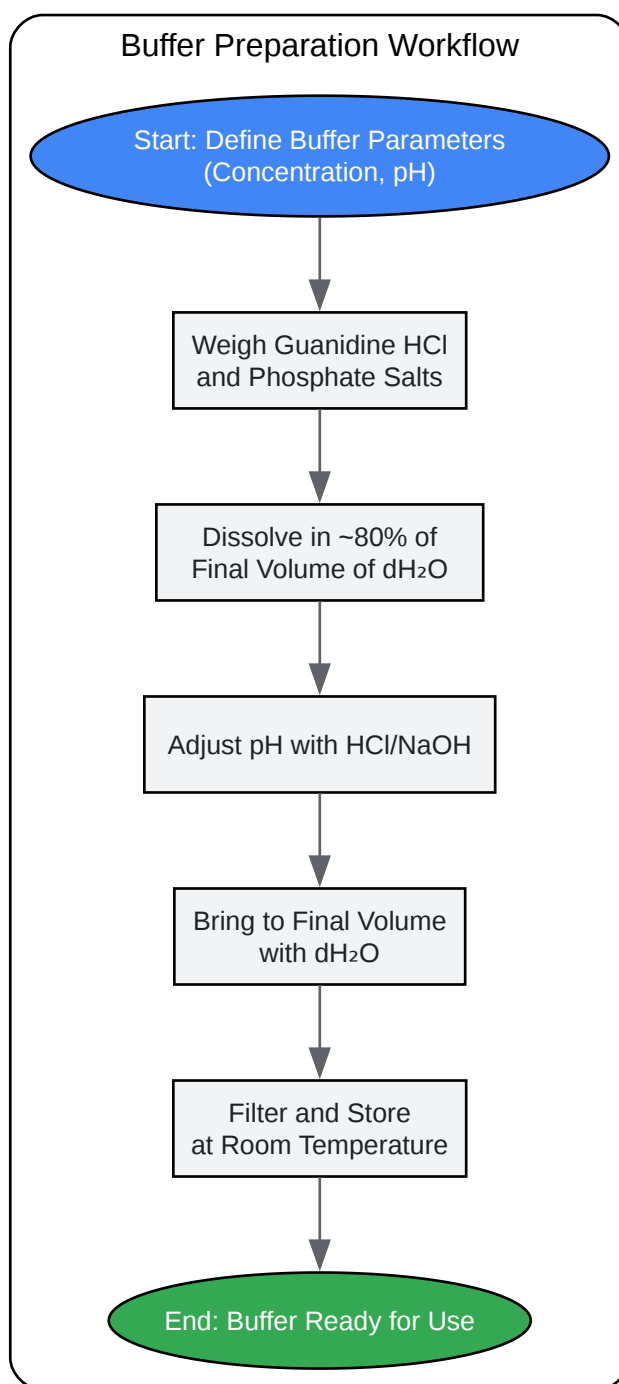 Buffer Preparation Workflow
Start: Define Buffer Parameters
(Concentration, pH)
Weigh Guanidine HCl
and Phosphate Salts
Dissolve in ~80% of
Final Volume of dH₂O
Adjust pH with HCl/NaOH
Bring to Final Volume
with dH₂O
Filter and Store
at Room Temperature
End: Buffer Ready for Use